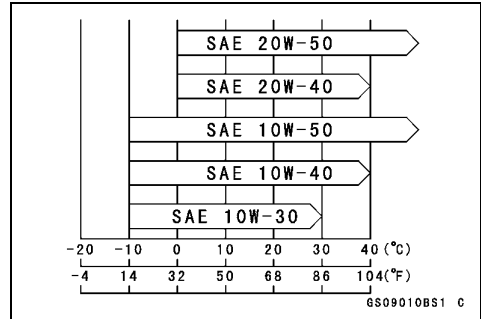 SAE 20W-50
SAE 20W-40
SAE 10W-50
SAE 10W-40
SAE 10W-30
-20 -10 0 10 20 30 40 (°C)
-4 14 32 50 68 86 104(°F)
GS09010BS1 C